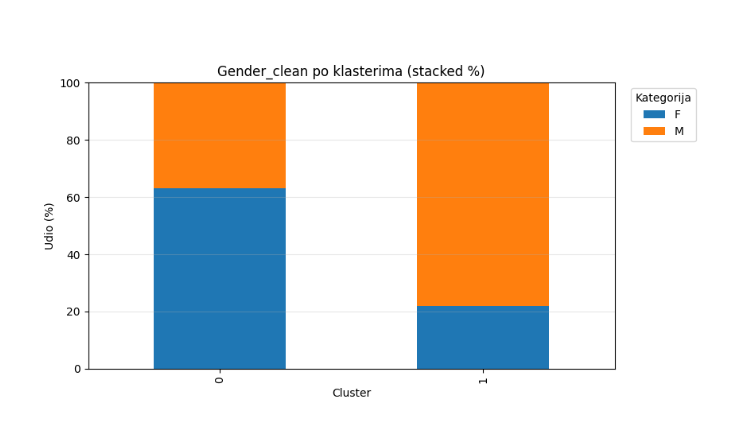 Gender_clean po klasterima (stacked %)
100
80
60
40
20
0
Udio (%)
0
1
Cluster
Kategorija
F
M